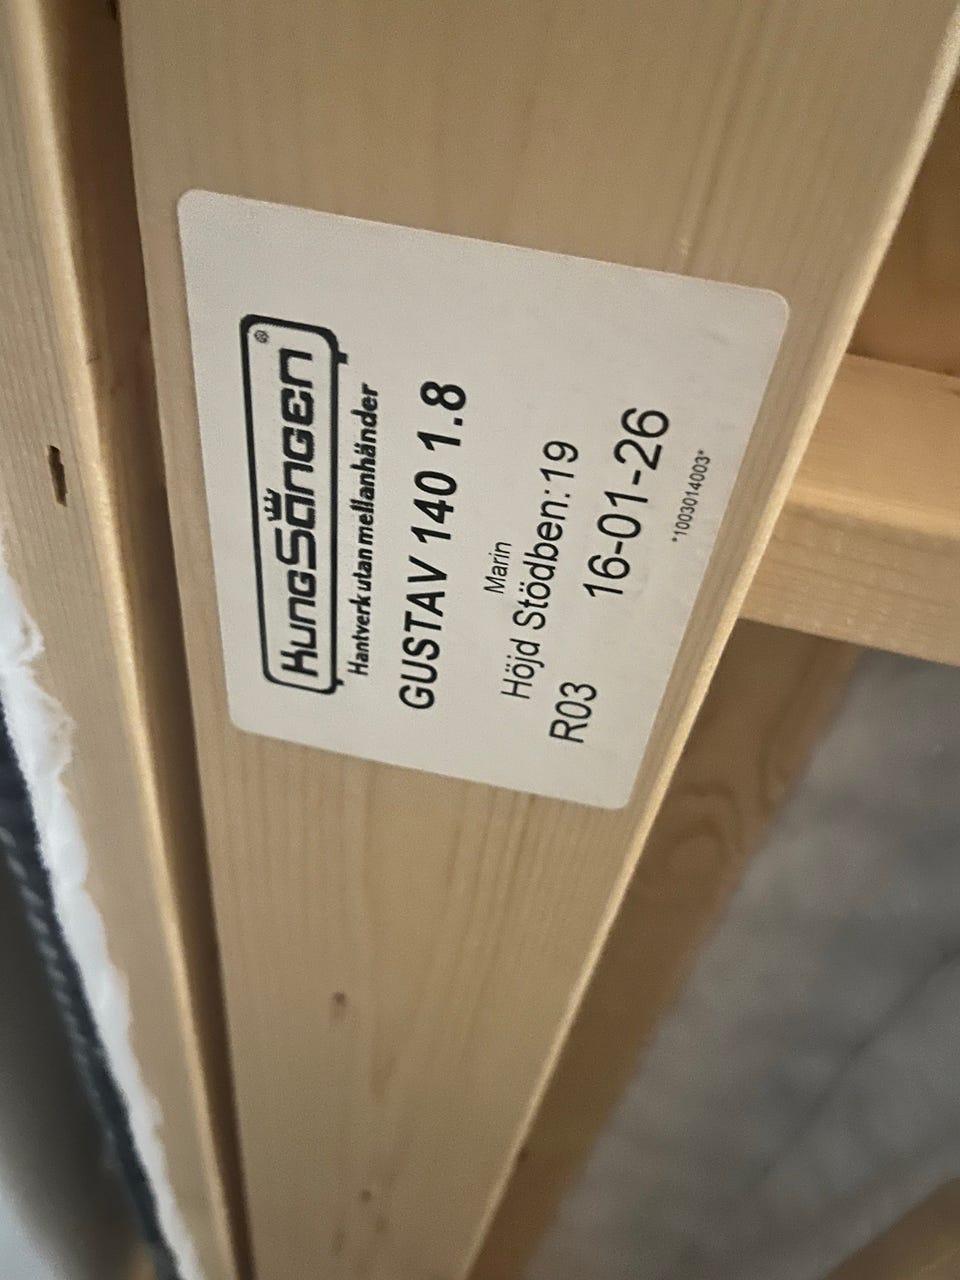 KungSängen®
Hantverk utan mellanhänder
GUSTAV 140 1.8
Marin
Höjd Stödben: 19
R03 16-01-26
*1003014003*